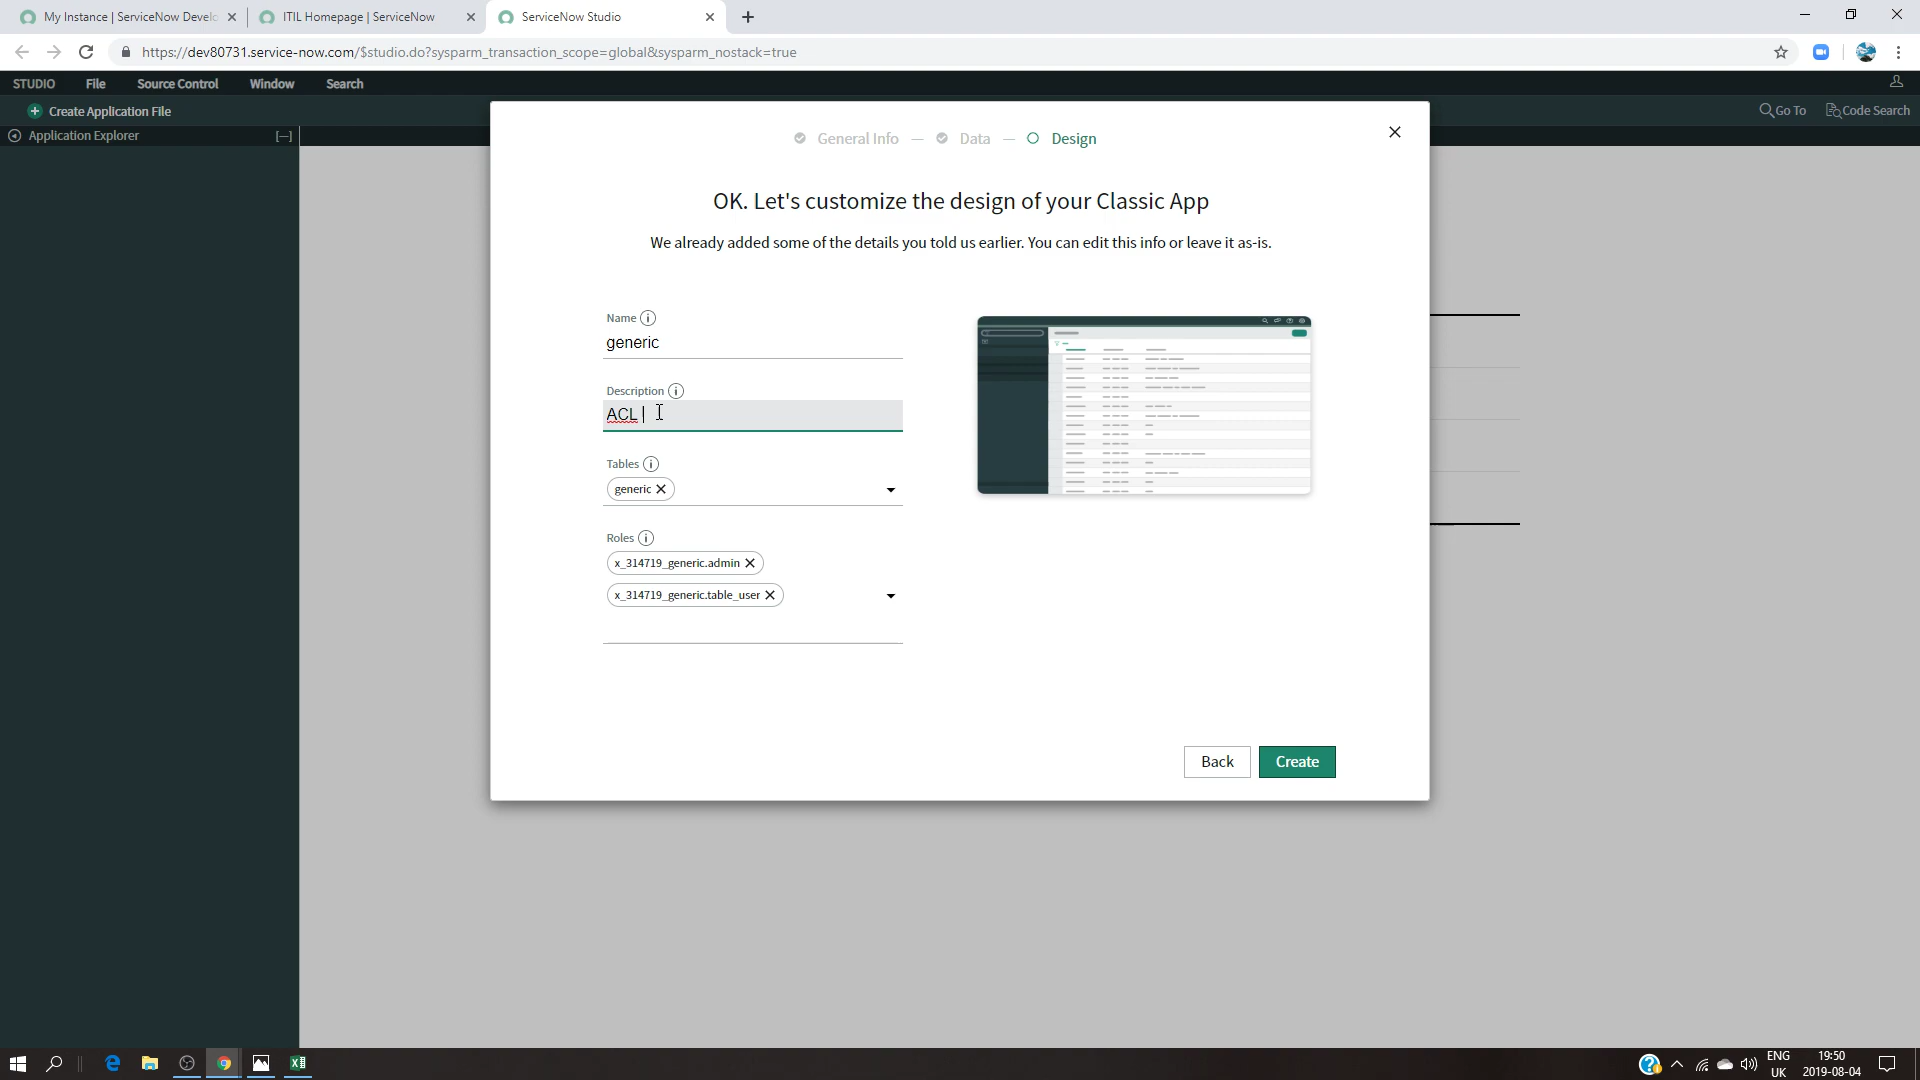 My Instance | ServiceNow Develo
ITIL Homepage | ServiceNow
ServiceNow Studio
https://dev80731.service-now.com/$studio.do?sysparm_transaction_scope=global&sysparm_nostack=true
STUDIO File Source Control Window Search
Create Application File
Go To
Code Search
Application Explorer
[—]
General Info — Data — Design
OK. Let's customize the design of your Classic App
We already added some of the details you told us earlier. You can edit this info or leave it as-is.
Name
generic
Description
ACL
Tables
generic
Roles
x_314719_generic.admin
x_314719_generic.table_user
Back
Create
ENG
UK
19:50
2019-08-04